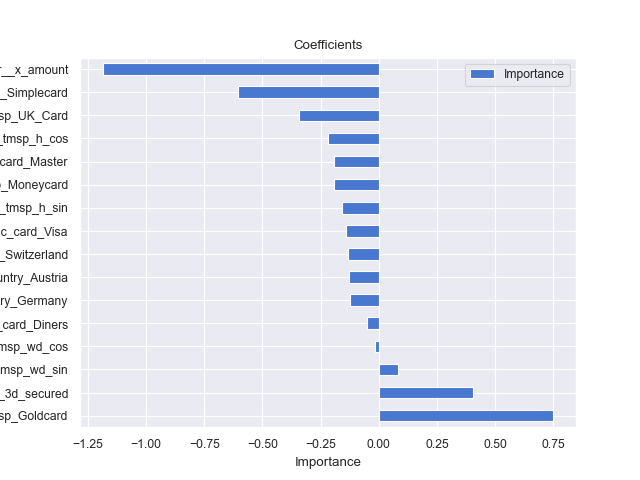 Coefficients
r__x_amount
_Simplecard
sp_UK_Card
_tmsp_h_cos
card_Master
_Moneycard
_tmsp_h_sin
c_card_Visa
_Switzerland
untry_Austria
ry_Germany
_card_Diners
msp_wd_cos
msp_wd_sin
_3d_secured
sp_Goldcard
Importance
−1.25 −1.00 −0.75 −0.50 −0.25 0.00 0.25 0.50 0.75
Importance